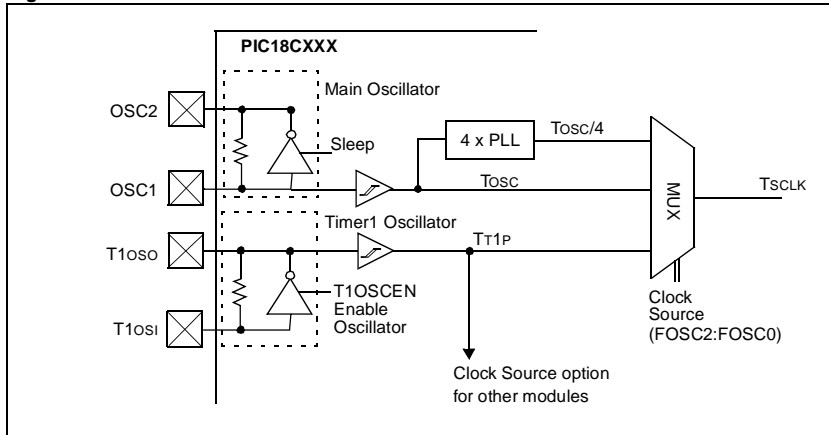 PIC18CXXX
Main Oscillator
OSC2
Sleep
OSC1
4 x PLL
TOSC/4
TOSC
MUX
TSCLK
Timer1 Oscillator
T1OSO
TT1P
T1OSCEN
Enable
Oscillator
T1OSI
Clock
Source
(FOSC2:FOSC0)
Clock Source option
for other modules